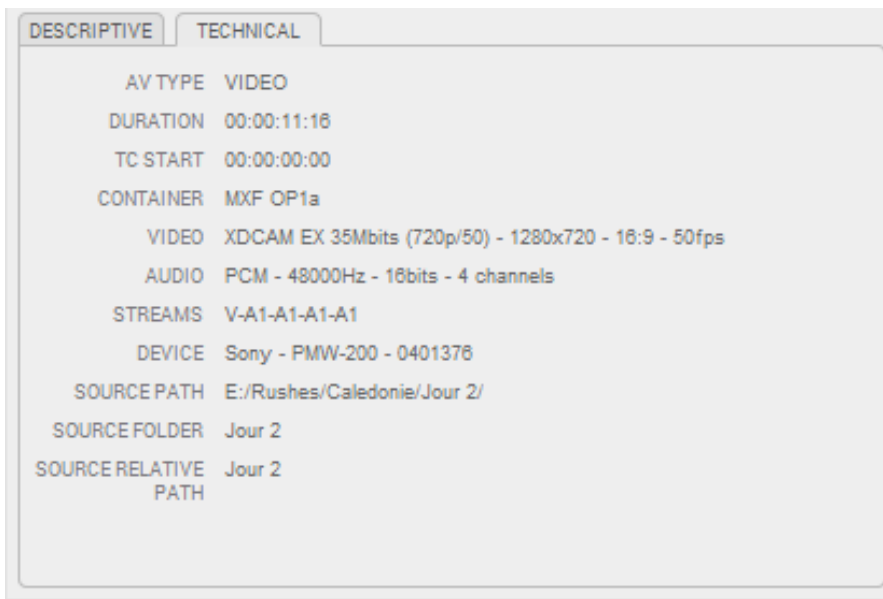 DESCRIPTIVE TECHNICAL
AV TYPE VIDEO
DURATION 00:00:11:16
TC START 00:00:00:00
CONTAINER MXF OP1a
VIDEO XDCAM EX 35Mbits (720p/50) - 1280x720 - 16:9 - 50fps
AUDIO PCM - 48000Hz - 16bits - 4 channels
STREAMS V-A1-A1-A1-A1
DEVICE Sony - PMW-200 - 0401376
SOURCE PATH E:/Rushes/Caledonie/Jour 2/
SOURCE FOLDER Jour 2
SOURCE RELATIVE Jour 2
PATH